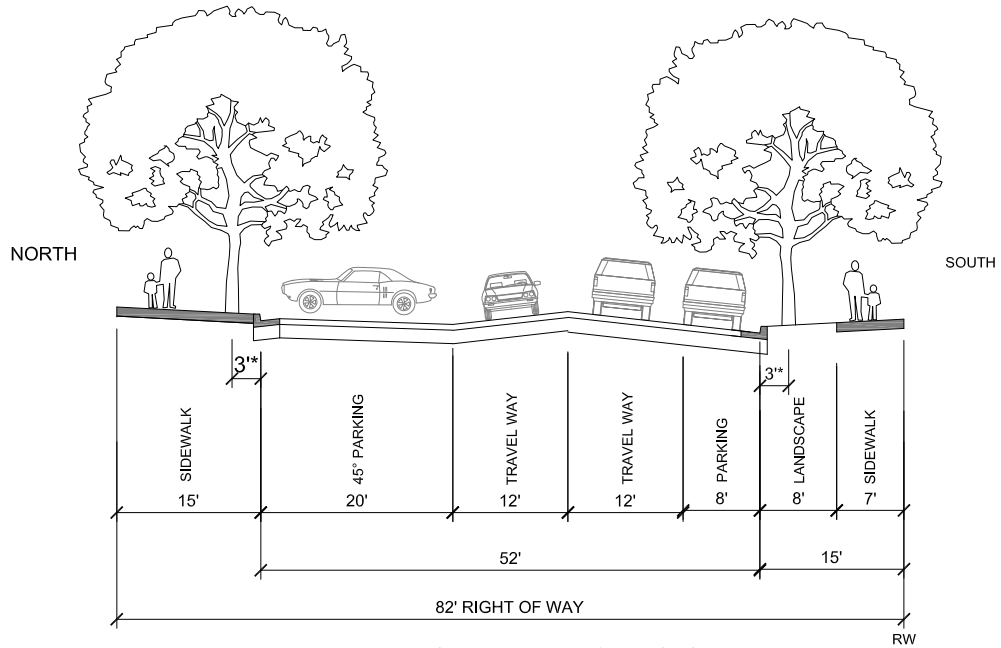 NORTH
SOUTH
3'*
3'*
SIDEWALK
15'
45° PARKING
20'
TRAVEL WAY
12'
TRAVEL WAY
12'
PARKING
8'
LANDSCAPE
8'
SIDEWALK
7'
52'
15'
82' RIGHT OF WAY
RW